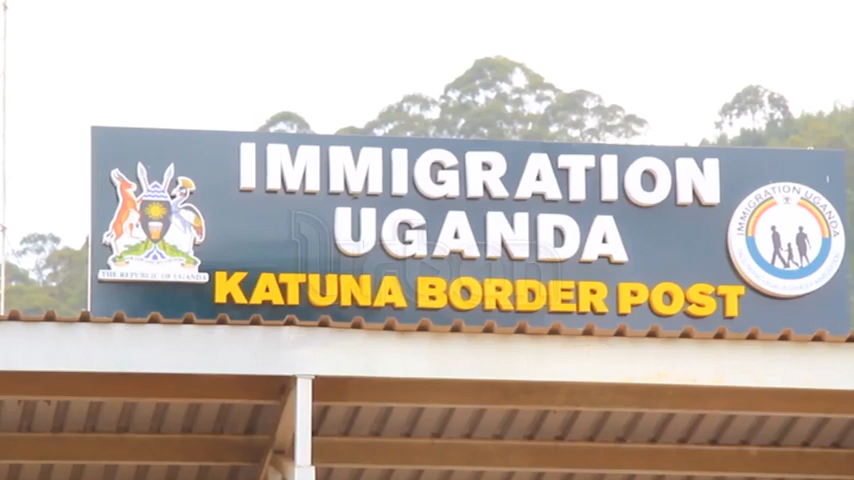 IMMIGRATION
UGANDA
KATUNA BORDER POST
THE REPUBLIC OF UGANDA
IMMIGRATION UGANDA